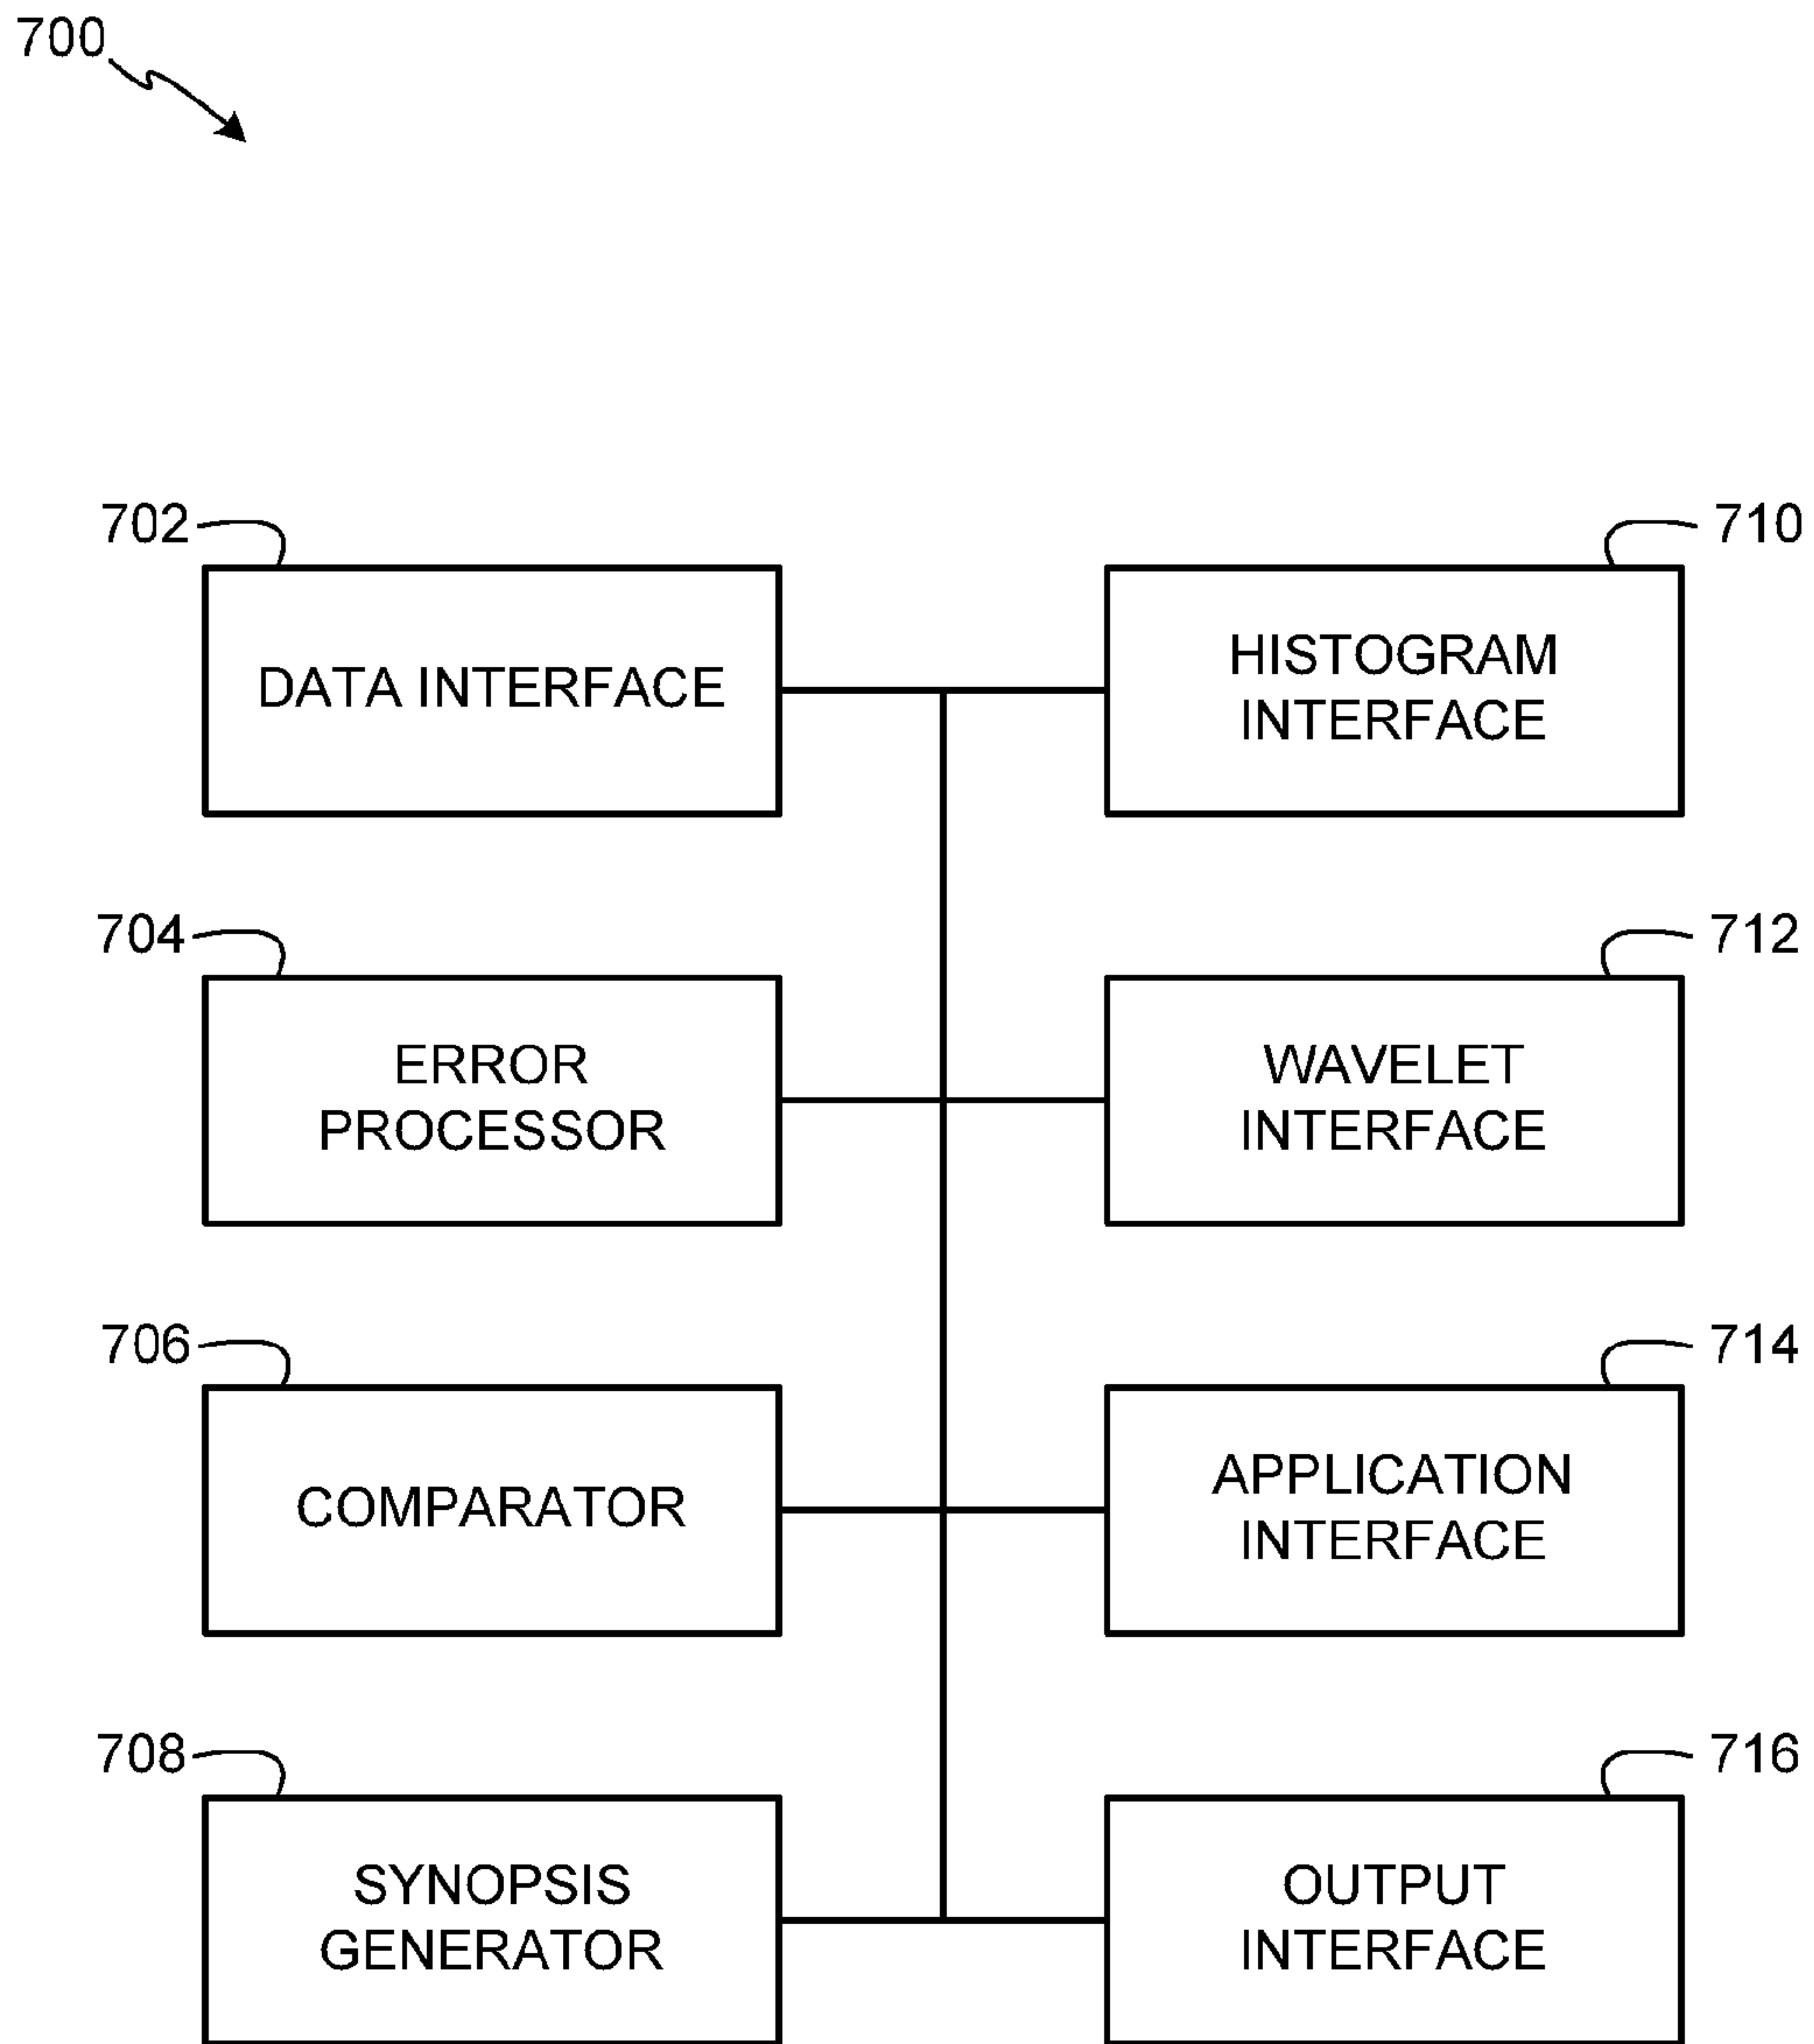 700
702
710
DATA INTERFACE
HISTOGRAM
INTERFACE
704
712
ERROR
PROCESSOR
WAVELET
INTERFACE
706
714
COMPARATOR
APPLICATION
INTERFACE
708
716
SYNOPSIS
GENERATOR
OUTPUT
INTERFACE